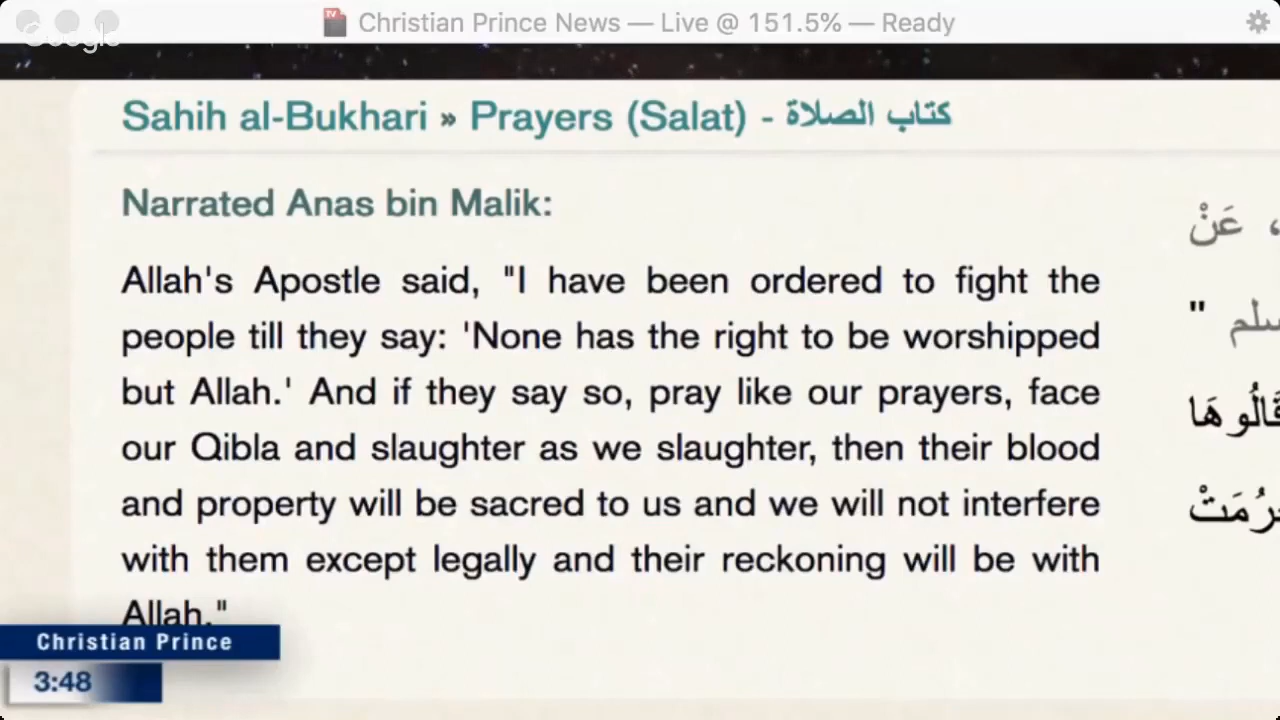 Christian Prince News — Live @ 151.5% — Ready
Google
Sahih al-Bukhari » Prayers (Salat) - كتاب الصلاة
Narrated Anas bin Malik:
Allah's Apostle said, "I have been ordered to fight the
people till they say: 'None has the right to be worshipped
but Allah.' And if they say so, pray like our prayers, face
our Qibla and slaughter as we slaughter, then their blood
and property will be sacred to us and we will not interfere
with them except legally and their reckoning will be with
Allah."
، عَنْ
"
Christian Prince
3:48